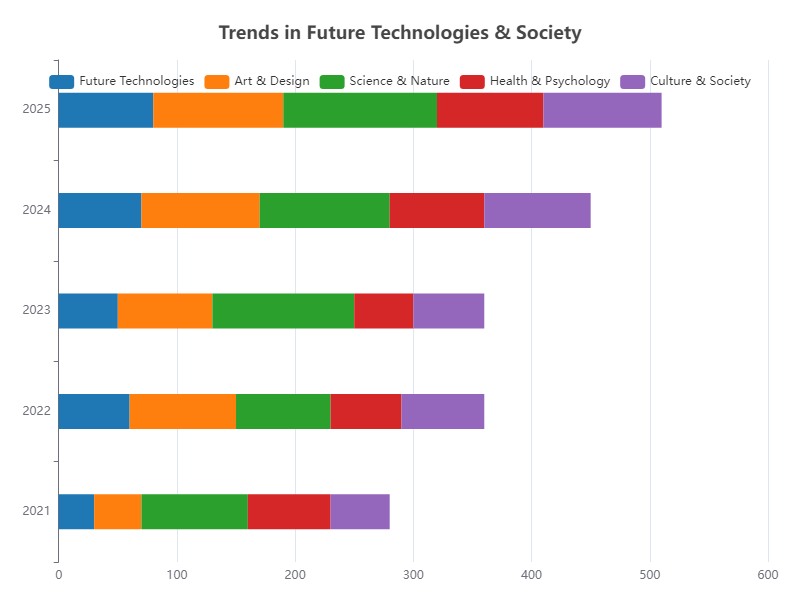 Trends in Future Technologies & Society
Future Technologies Art & Design Science & Nature Health & Psychology Culture & Society
2025
2024
2023
2022
2021
0 100 200 300 400 500 600